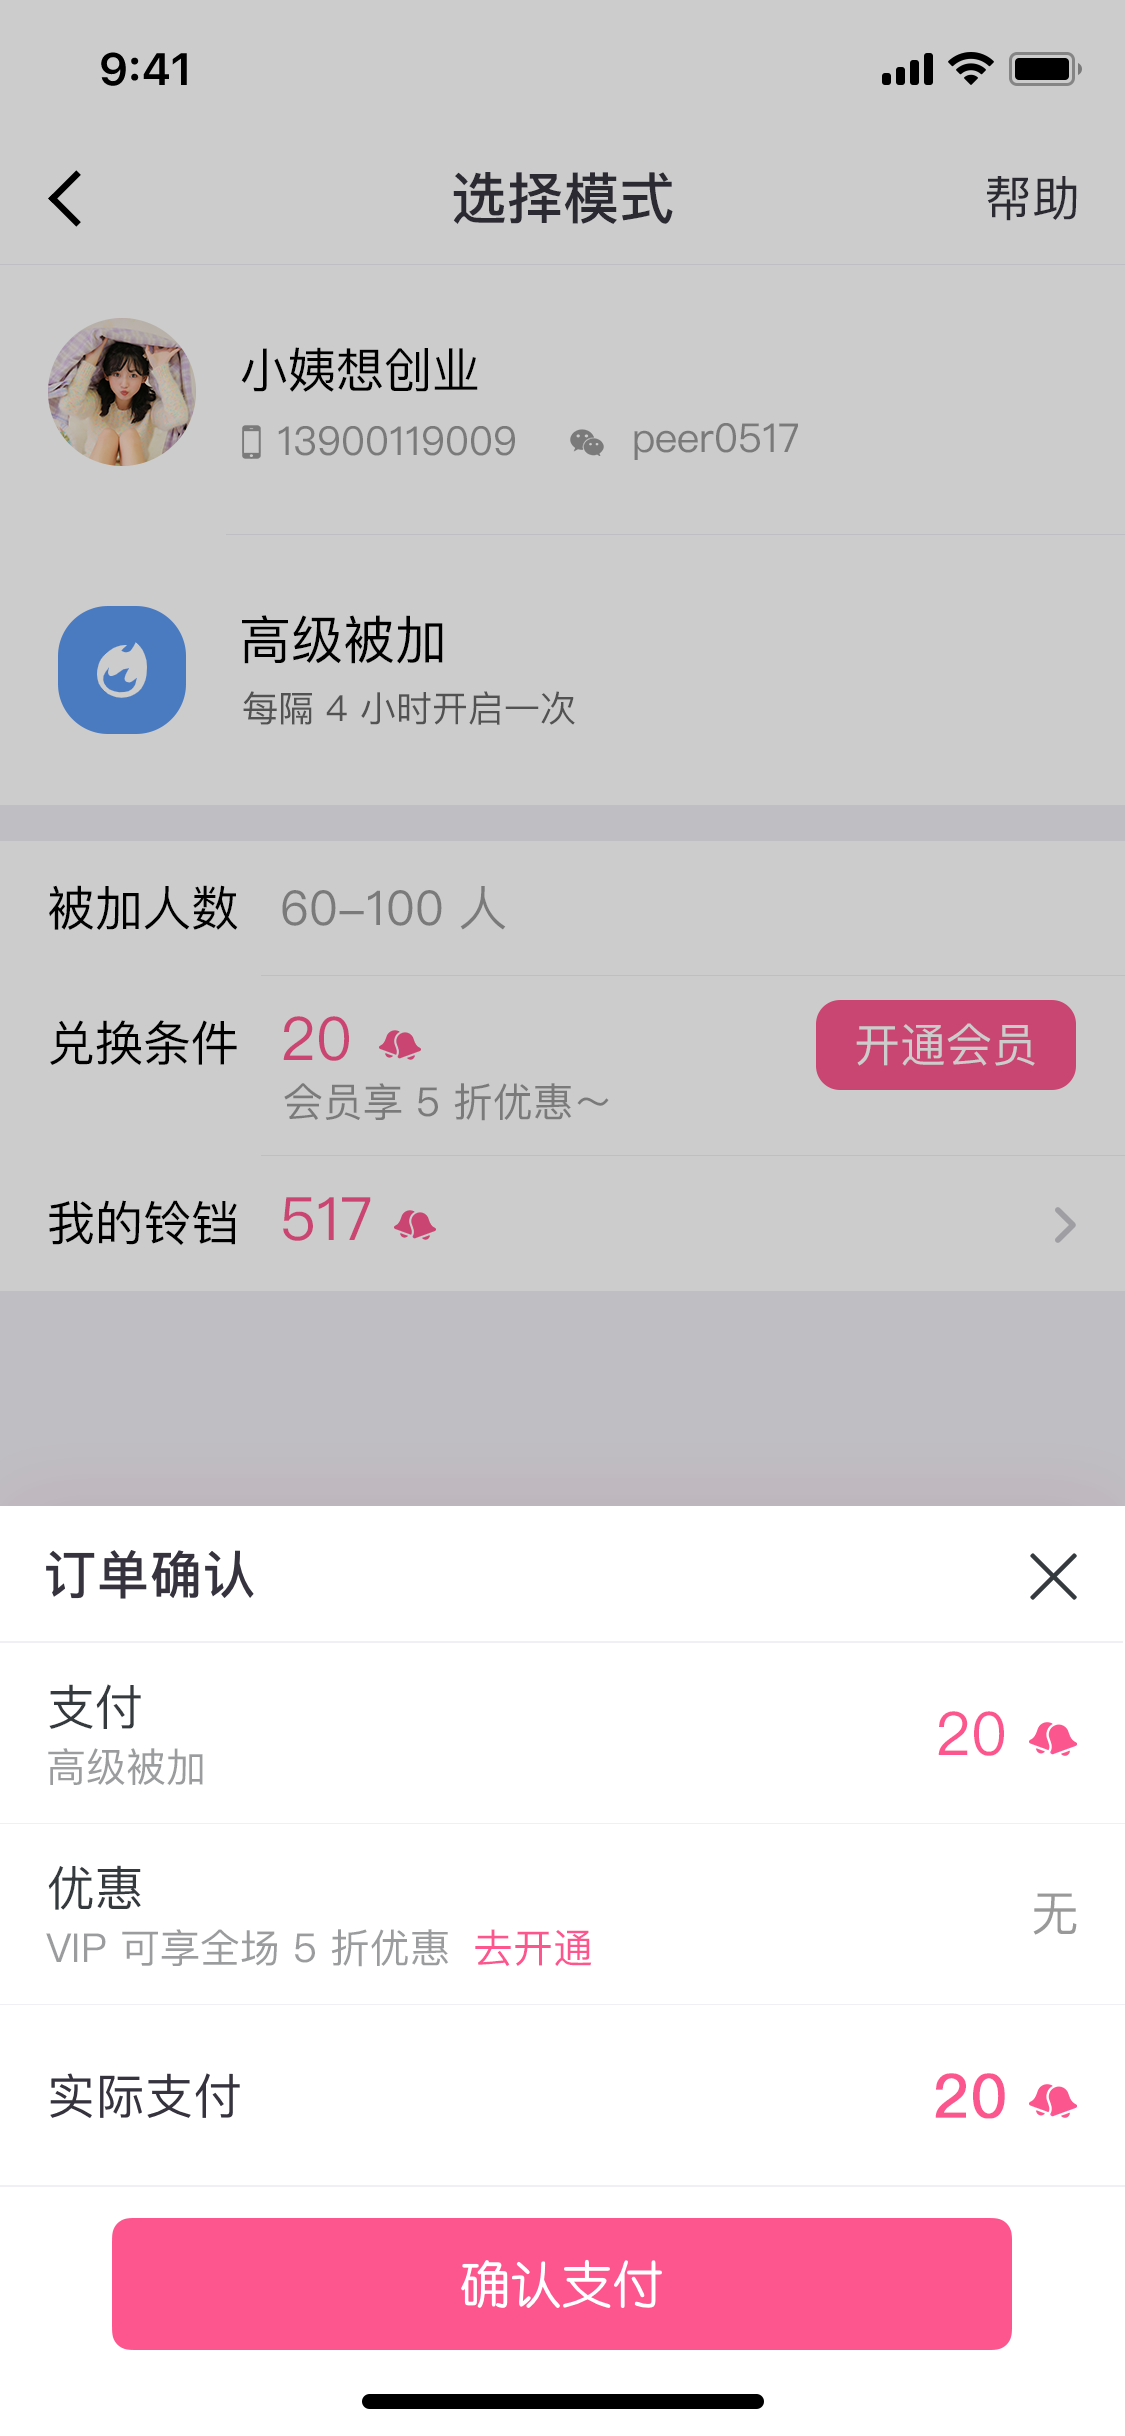 9:41
选择模式
帮助
小姨想创业
13900119009 peer0517
高级被加
每隔 4 小时开启一次
被加人数 60–100 人
兑换条件 20 开通会员
会员享 5 折优惠～
我的铃铛 517
订单确认
支付 20
高级被加
优惠 无
VIP 可享全场 5 折优惠 去开通
实际支付 20
确认支付